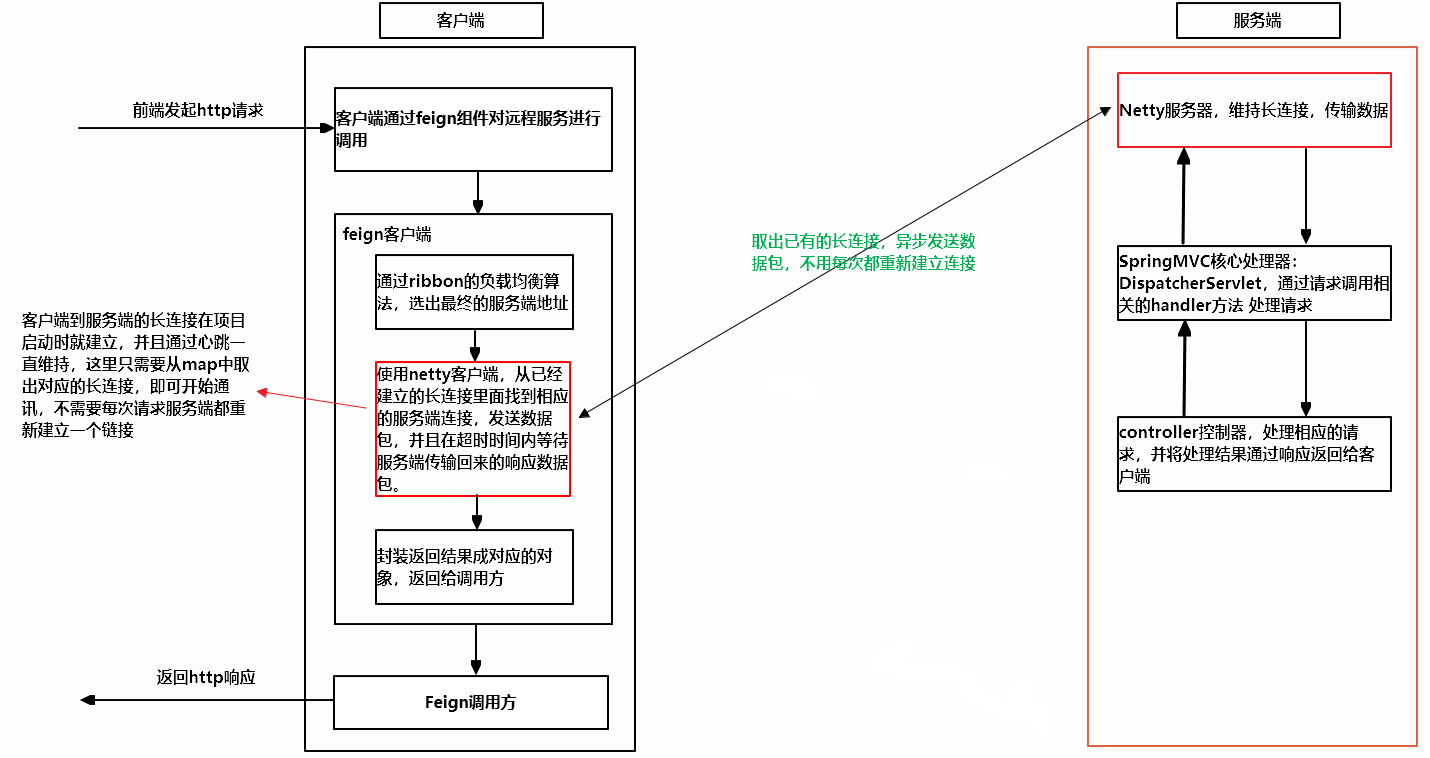 客户端
服务端
前端发起http请求
客户端通过feign组件对远程服务进行
调用
feign客户端
通过ribbon的负载均衡算
法，选出最终的服务端地址
使用netty客户端，从已经
建立的长连接里面找到相应
的服务端连接，发送数据
包，并且在超时时间内等待
服务端传输回来的响应数据
包。
封装返回结果成对应的对
象，返回给调用方
Feign调用方
返回http响应
客户端到服务端的长连接在项目
启动时就建立，并且通过心跳一
直维持，这里只需要从map中取
出对应的长连接，即可开始通
讯，不需要每次请求服务端都重
新建立一个链接
取出已有的长连接，异步发送数
据包，不用每次都重新建立连接
Netty服务器，维持长连接，传输数据
SpringMVC核心处理器：
DispatcherServlet，通过请求调用相
关的handler方法 处理请求
controller控制器，处理相应的请
求，并将处理结果通过响应返回给客
户端